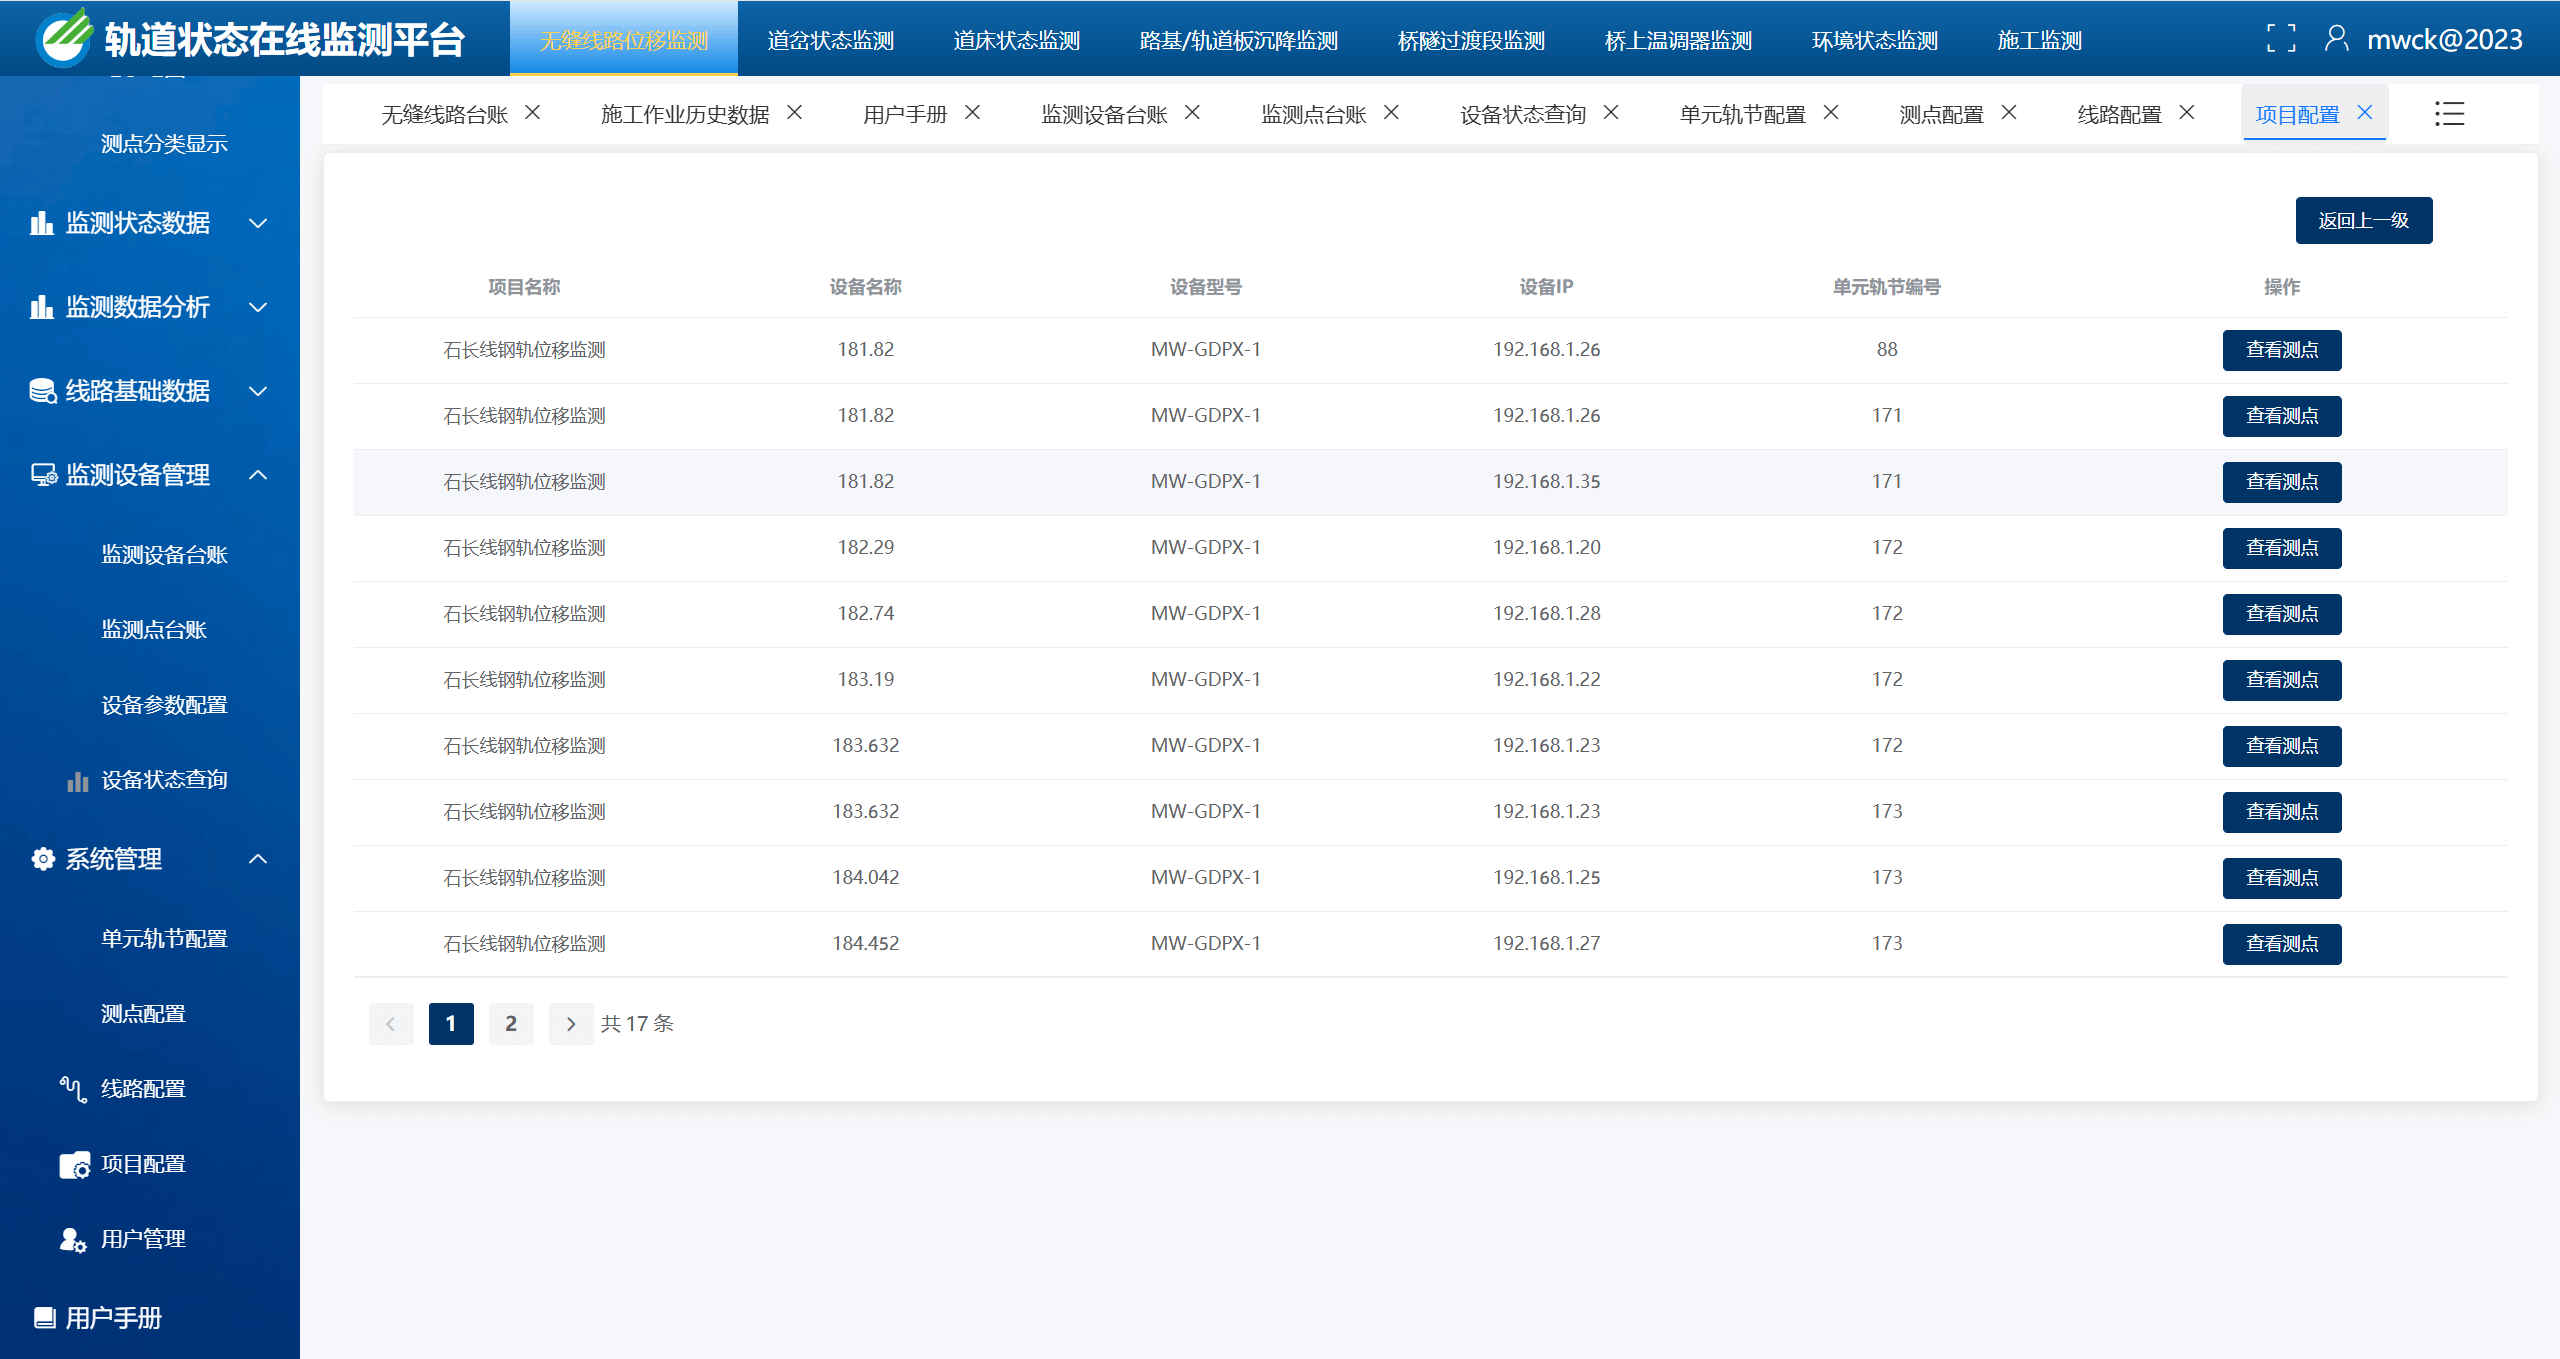 轨道状态在线监测平台
无缝线路位移监测 道岔状态监测 道床状态监测 路基/轨道板沉降监测 桥隧过渡段监测 桥上温调器监测 环境状态监测 施工监测 mwck@2023
无缝线路台账 施工作业历史数据 用户手册 监测设备台账 监测点台账 设备状态查询 单元轨节配置 测点配置 线路配置 项目配置
测点分类显示
监测状态数据
监测数据分析
线路基础数据
监测设备管理
监测设备台账
监测点台账
设备参数配置
设备状态查询
系统管理
单元轨节配置
测点配置
线路配置
项目配置
用户管理
用户手册
返回上一级
项目名称 设备名称 设备型号 设备IP 单元轨节编号 操作
石长线钢轨位移监测 181.82 MW-GDPX-1 192.168.1.26 88 查看测点
石长线钢轨位移监测 181.82 MW-GDPX-1 192.168.1.26 171 查看测点
石长线钢轨位移监测 181.82 MW-GDPX-1 192.168.1.35 171 查看测点
石长线钢轨位移监测 182.29 MW-GDPX-1 192.168.1.20 172 查看测点
石长线钢轨位移监测 182.74 MW-GDPX-1 192.168.1.28 172 查看测点
石长线钢轨位移监测 183.19 MW-GDPX-1 192.168.1.22 172 查看测点
石长线钢轨位移监测 183.632 MW-GDPX-1 192.168.1.23 172 查看测点
石长线钢轨位移监测 183.632 MW-GDPX-1 192.168.1.23 173 查看测点
石长线钢轨位移监测 184.042 MW-GDPX-1 192.168.1.25 173 查看测点
石长线钢轨位移监测 184.452 MW-GDPX-1 192.168.1.27 173 查看测点
1 2 共 17 条